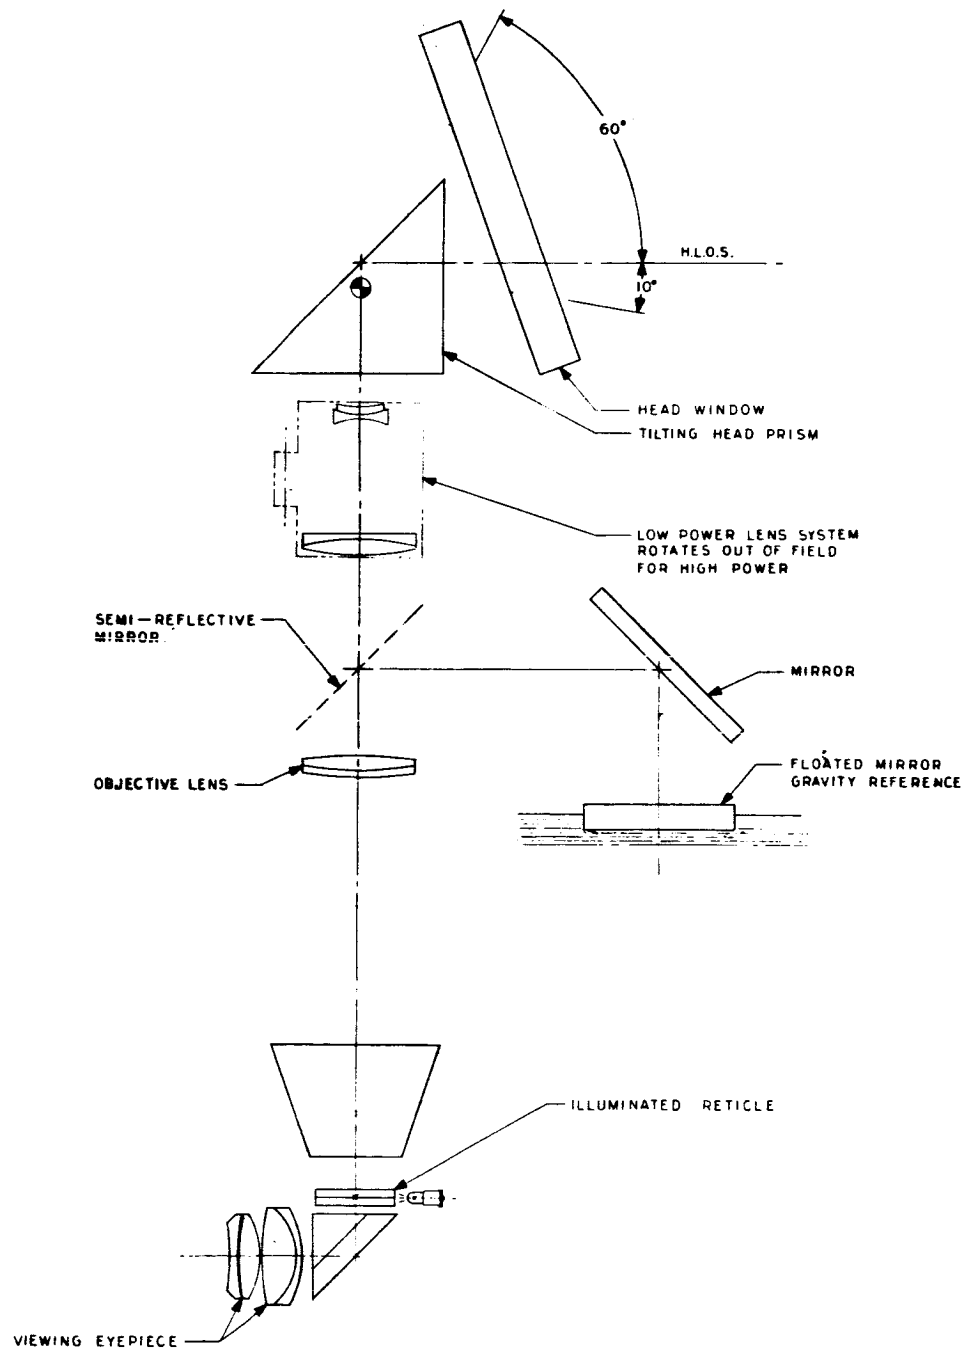 60°
H.L.O.S.
10°
HEAD WINDOW
TILTING HEAD PRISM
LOW POWER LENS SYSTEM
ROTATES OUT OF FIELD
FOR HIGH POWER
SEMI-REFLECTIVE
MIRROR
MIRROR
OBJECTIVE LENS
FLOATED MIRROR
GRAVITY REFERENCE
ILLUMINATED RETICLE
VIEWING EYEPIECE